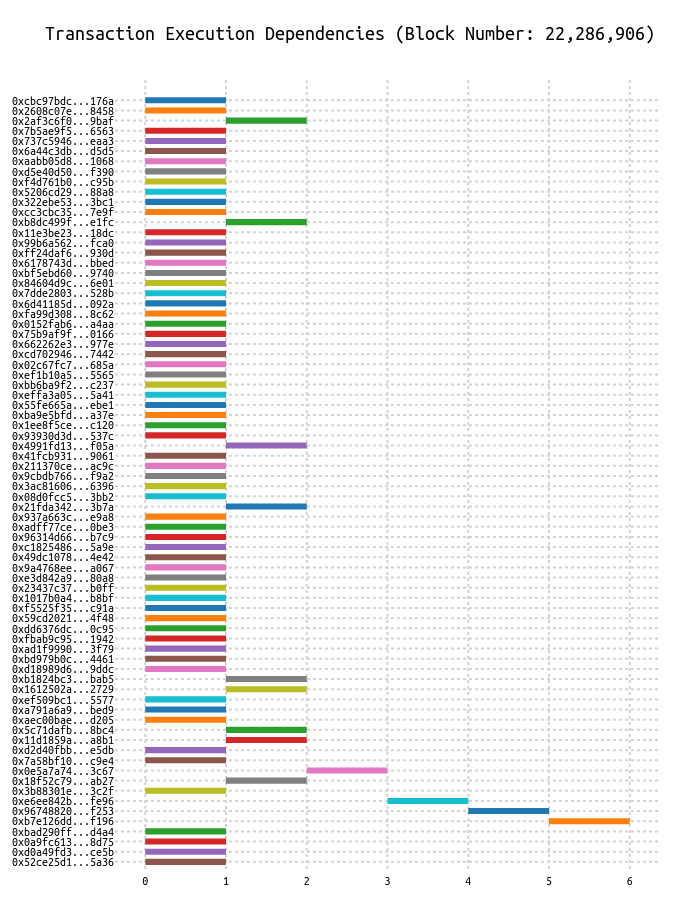 Transaction Execution Dependencies (Block Number: 22,286,906)
0xcbc97bdc...176a
0x2608c07e...8458
0x2af3c6f0...9baf
0x7b5ae9f5...6563
0x737c5946...eaa3
0x6a44c3db...d5d5
0xaabb05d8...1068
0xd5e40d50...f390
0xf4d761b0...c95b
0x5206cd29...88a8
0x322ebe53...3bc1
0xcc3cbc35...7e9f
0xb8dc499f...e1fc
0x11e3be23...18dc
0x99b6a562...fca0
0xff24daf6...930d
0x6178743d...bbed
0xbf5ebd60...9740
0x84604d9c...6e01
0x7dde2803...528b
0x6d41185d...092a
0xfa99d308...8c62
0x0152fab6...a4aa
0x75b9af9f...0166
0x662262e3...977e
0xcd702946...7442
0x02c67fc7...685a
0xef1b10a5...5565
0xbb6ba9f2...c237
0xeffa3a05...5a41
0x55fe665a...ebe1
0xba9e5bfd...a37e
0x1ee8f5ce...c120
0x93930d3d...537c
0x4991fd13...f05a
0x41fcb931...9061
0x211370ce...ac9c
0x9cbdb766...f9a2
0x3ac81606...6396
0x08d0fcc5...3bb2
0x21fda342...3b7a
0x937a663c...e9a8
0xadff77ce...0be3
0x96314d66...b7c9
0xc1825486...5a9e
0x49dc1078...4e42
0x9a4768ee...a067
0xe3d842a9...80a8
0x23437c37...b0ff
0x1017b0a4...b8bf
0xf5525f35...c91a
0x59cd2021...4f48
0xdd6376dc...0c95
0xfbab9c95...1942
0xad1f9990...3f79
0xbd979b0c...4461
0xd18989d6...9ddc
0xb1824bc3...bab5
0x1612502a...2729
0xef509bc1...5577
0xa791a6a9...bed9
0xaec00bae...d205
0x5c71dafb...8bc4
0x11d1859a...a8b1
0xd2d40fbb...e5db
0x7a58bf10...c9e4
0x0e5a7a74...3c67
0x18f52c79...ab27
0x3b88301e...3c2f
0xe6ee842b...fe96
0x96748820...f253
0xb7e126dd...f196
0xbad290ff...d4a4
0x0a9fc613...8d75
0xd0a49fd3...ce5b
0x52ce25d1...5a36
0 1 2 3 4 5 6